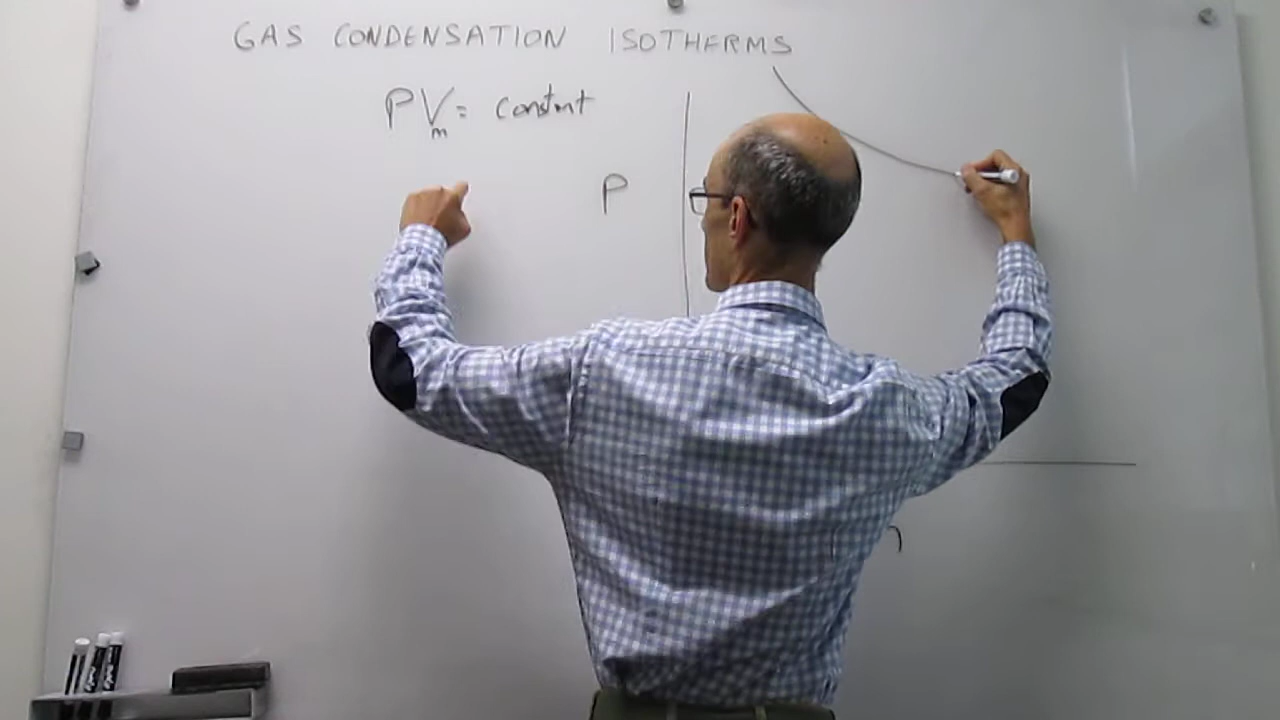 GAS CONDENSATION ISOTHERMS
PVm = constant
P